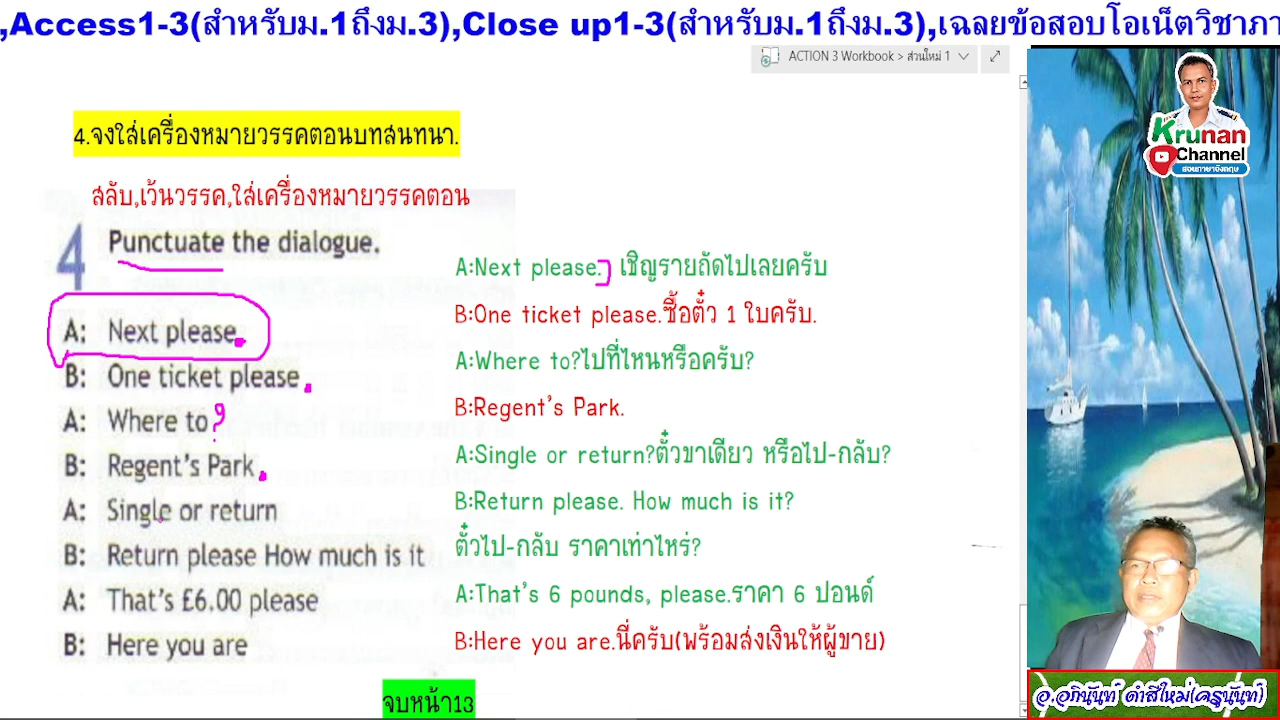 ,Access1-3(สำหรับม.1ถึงม.3),Close up1-3(สำหรับม.1ถึงม.3),เฉลยข้อสอบโอเน็ตวิชาภา
ACTION 3 Workbook > ส่วนใหม่ 1
4.จงใส่เครื่องหมายวรรคตอนบทสนทนา.
สลับ,เว้นวรรค,ใส่เครื่องหมายวรรคตอน
4 Punctuate the dialogue.
A: Next please.
B: One ticket please.
A: Where to?
B: Regent's Park.
A: Single or return
B: Return please How much is it
A: That's £6.00 please
B: Here you are
A:Next please. เชิญรายถัดไปเลยครับ
B:One ticket please.ซื้อตั๋ว 1 ใบครับ.
A:Where to?ไปที่ไหนหรือครับ?
B:Regent's Park.
A:Single or return?ตั๋วขาเดียว หรือไป-กลับ?
B:Return please. How much is it?
ตั๋วไป-กลับ ราคาเท่าไหร่?
A:That's 6 pounds, please.ราคา 6 ปอนด์
B:Here you are.นี่ครับ(พร้อมส่งเงินให้ผู้ขาย)
จบหน้า13
Krunan
Channel
สอนภาษาอังกฤษ
อ.อภินันท์ ดำสีใหม่(ครูนันท์)